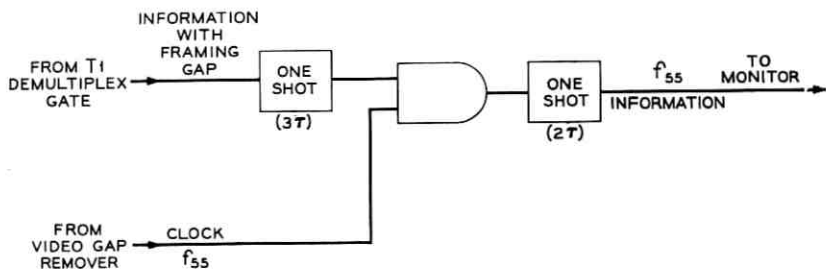 INFORMATION
WITH
FRAMING
GAP
FROM T1
DEMULTIPLEX
GATE
ONE
SHOT
(3τ)
ONE
SHOT
(2τ)
f55
INFORMATION
TO
MONITOR
FROM
VIDEO GAP
REMOVER
CLOCK
f55